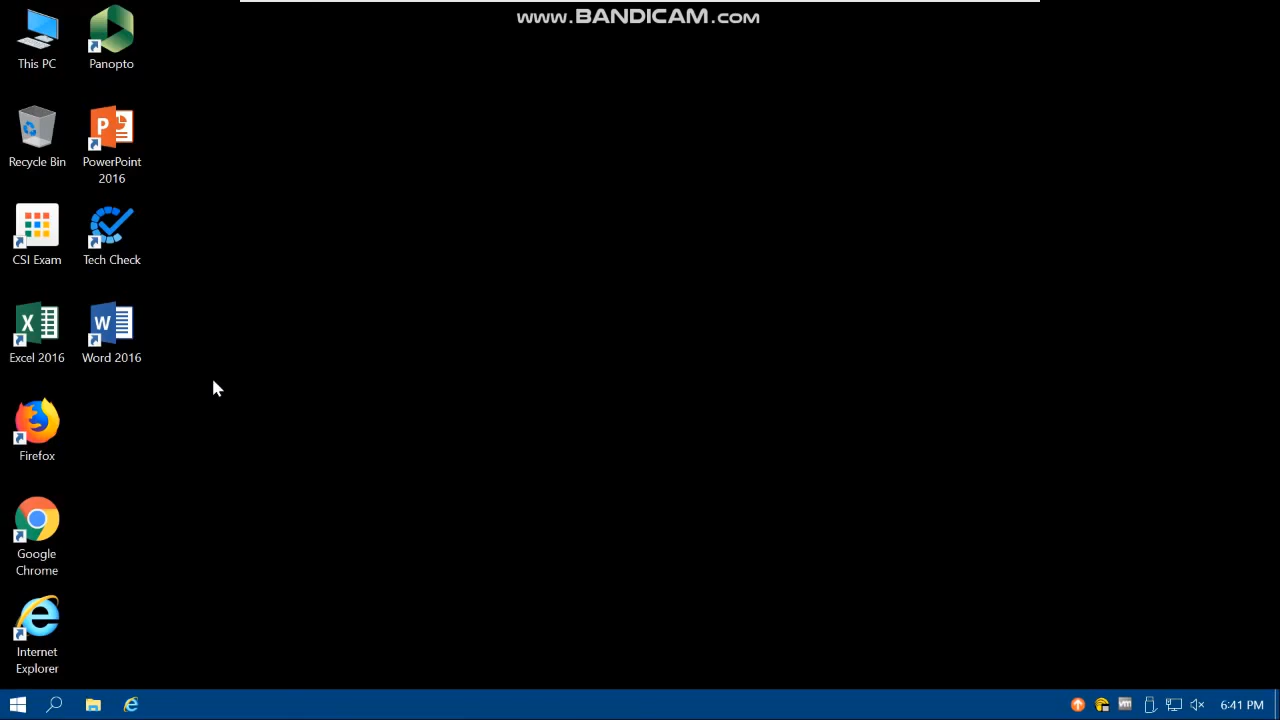 www.BANDICAM.com
This PC
Panopto
Recycle Bin
PowerPoint
2016
CSI Exam
Tech Check
Excel 2016
Word 2016
Firefox
Google
Chrome
Internet
Explorer
6:41 PM